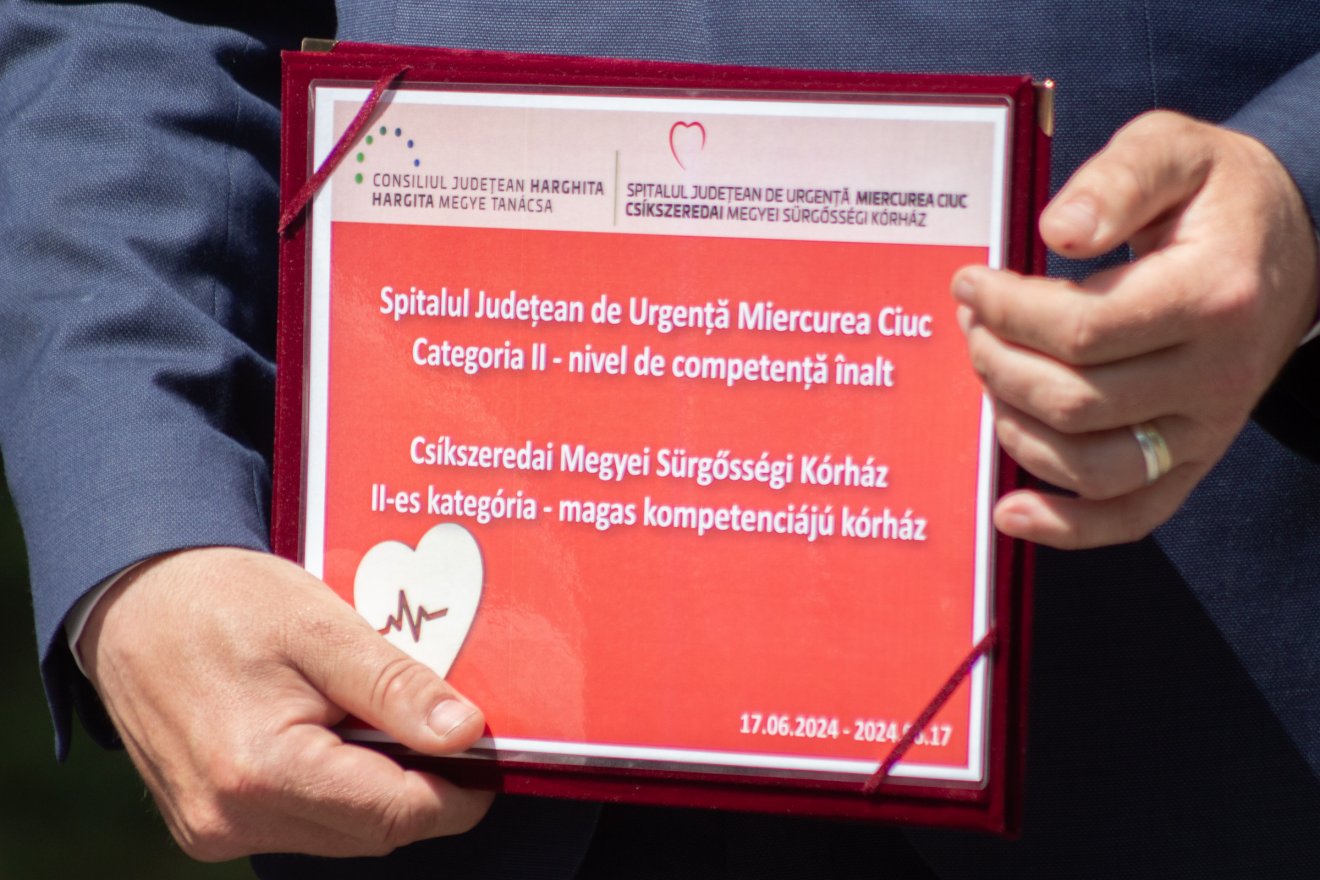 CONSILIUL JUDEȚEAN HARGHITA
HARGITA MEGYE TANÁCSA
SPITALUL JUDEȚEAN DE URGENȚĂ MIERCUREA CIUC
CSÍKSZEREDAI MEGYEI SÜRGŐSSÉGI KÓRHÁZ
Spitalul Județean de Urgență Miercurea Ciuc
Categoria II - nivel de competență înalt
Csíkszeredai Megyei Sürgősségi Kórház
II-es kategória - magas kompetenciájú kórház
17.06.2024 - 2024.